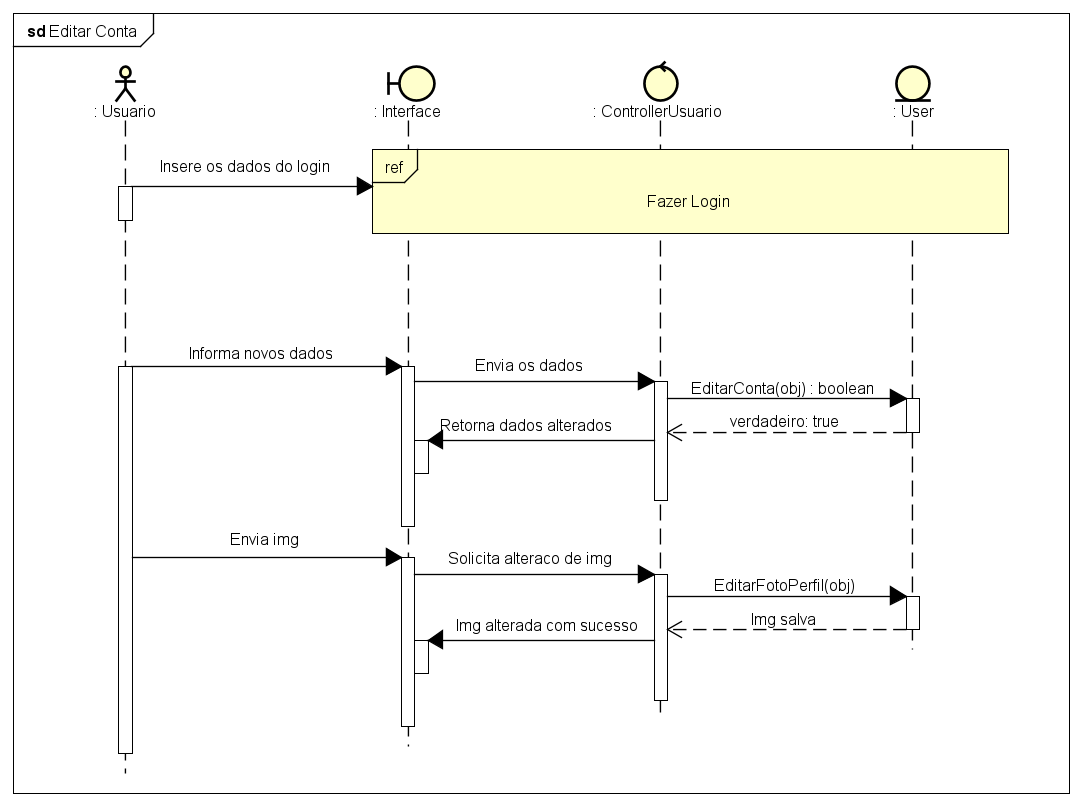 sd Editar Conta
: Usuario
: Interface
: ControllerUsuario
: User
Insere os dados do login
ref
Fazer Login
Informa novos dados
Envia os dados
EditarConta(obj) : boolean
verdadeiro: true
Retorna dados alterados
Envia img
Solicita alteraco de img
EditarFotoPerfil(obj)
Img salva
Img alterada com sucesso